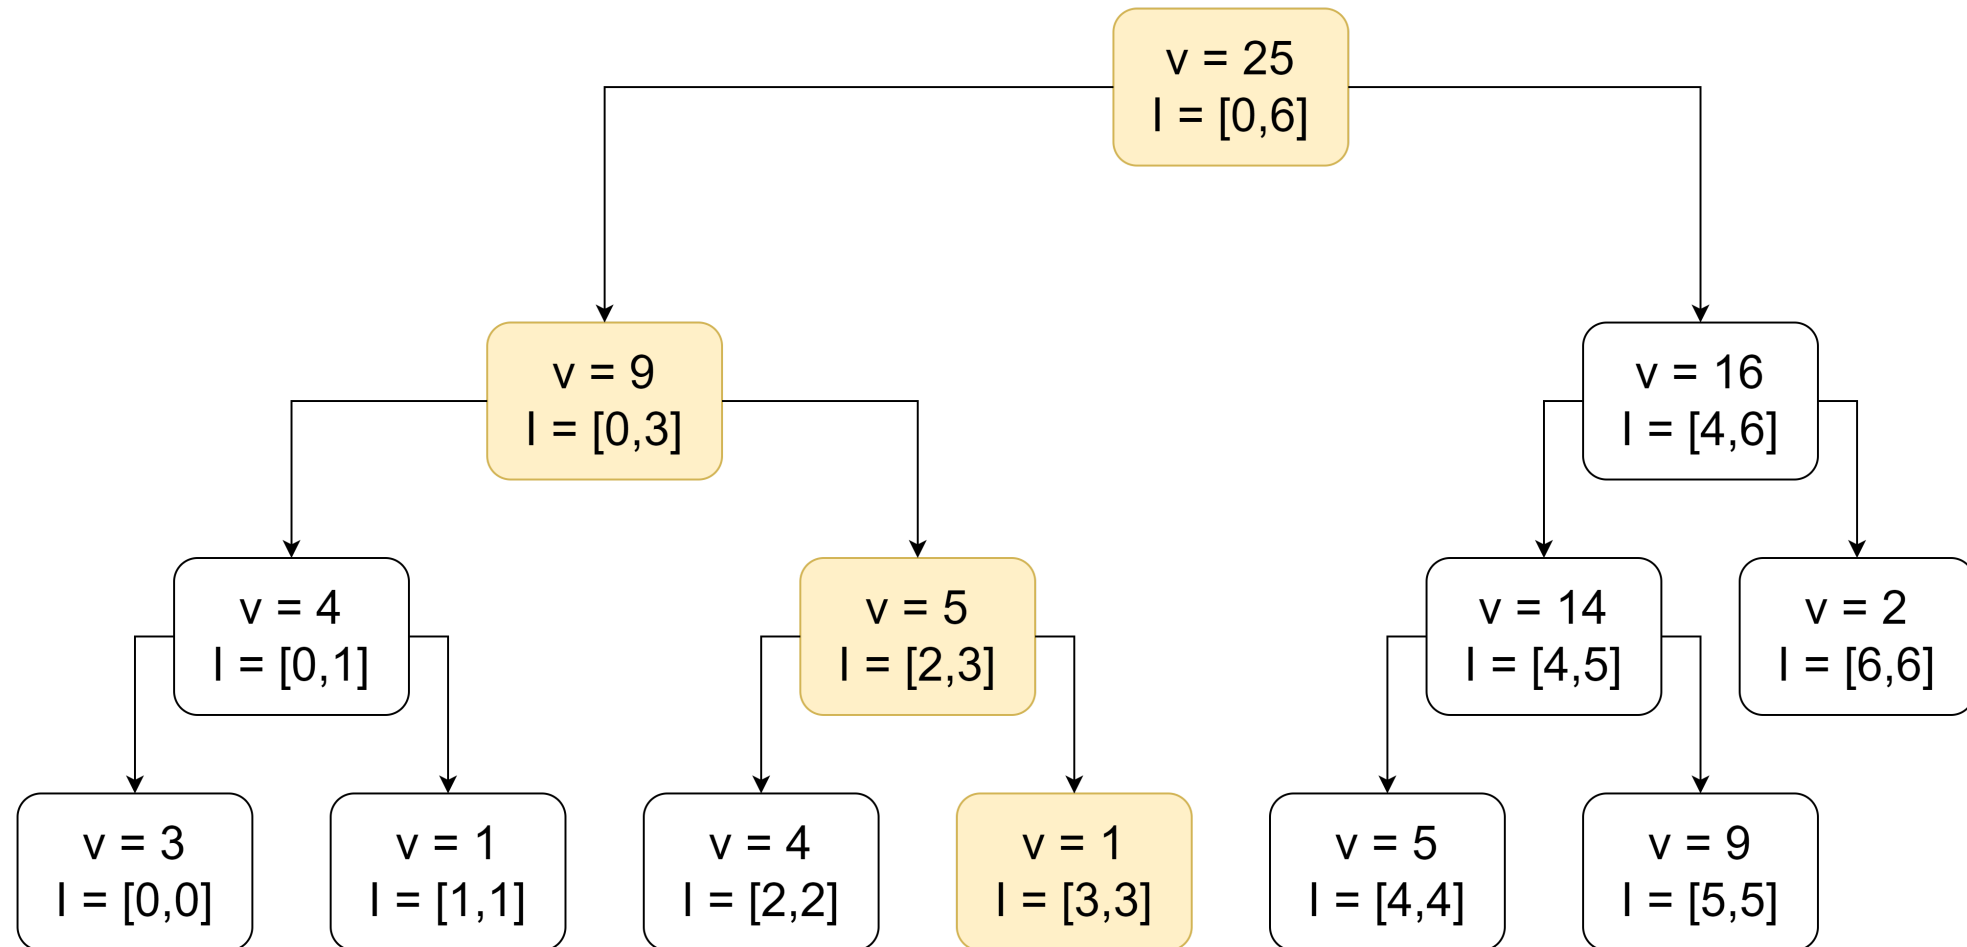 v = 25
I = [0,6]
v = 9
I = [0,3]
v = 16
I = [4,6]
v = 4
I = [0,1]
v = 5
I = [2,3]
v = 14
I = [4,5]
v = 2
I = [6,6]
v = 3
I = [0,0]
v = 1
I = [1,1]
v = 4
I = [2,2]
v = 1
I = [3,3]
v = 5
I = [4,4]
v = 9
I = [5,5]